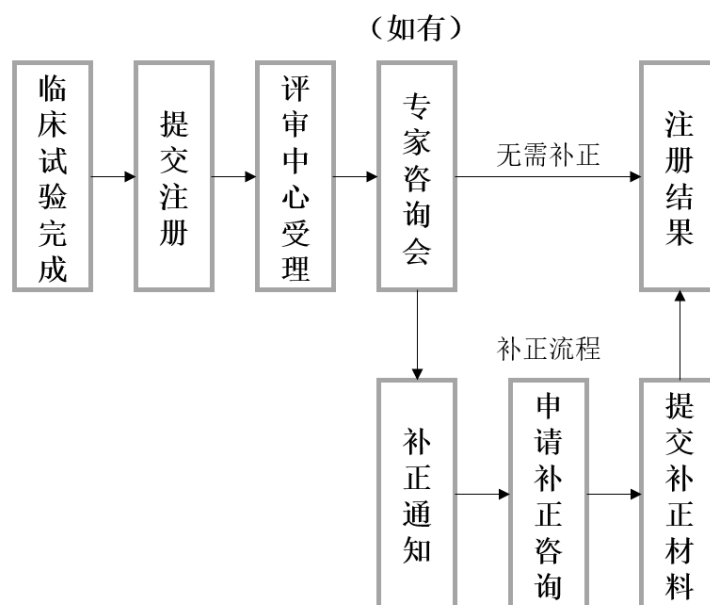 （如有）
临床试验完成
提交注册
评审中心受理
专家咨询会
无需补正
注册结果
补正流程
补正通知
申请补正咨询
提交补正材料